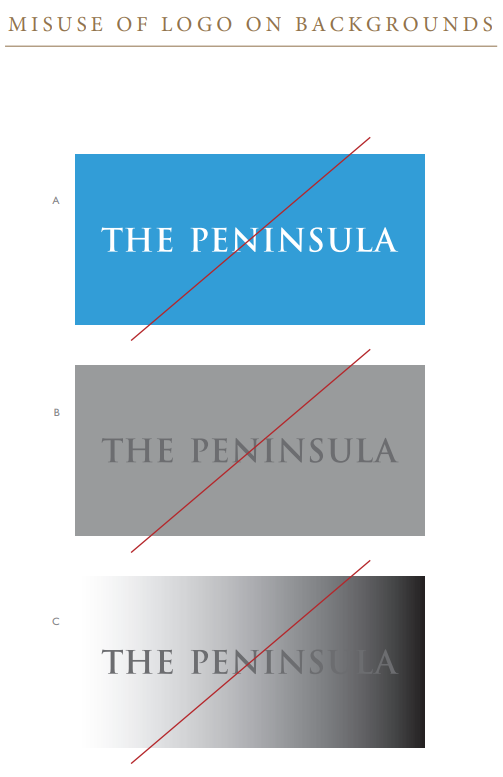 MISUSE OF LOGO ON BACKGROUNDS
A
THE PENINSULA
B
THE PENINSULA
C
THE PENINSULA